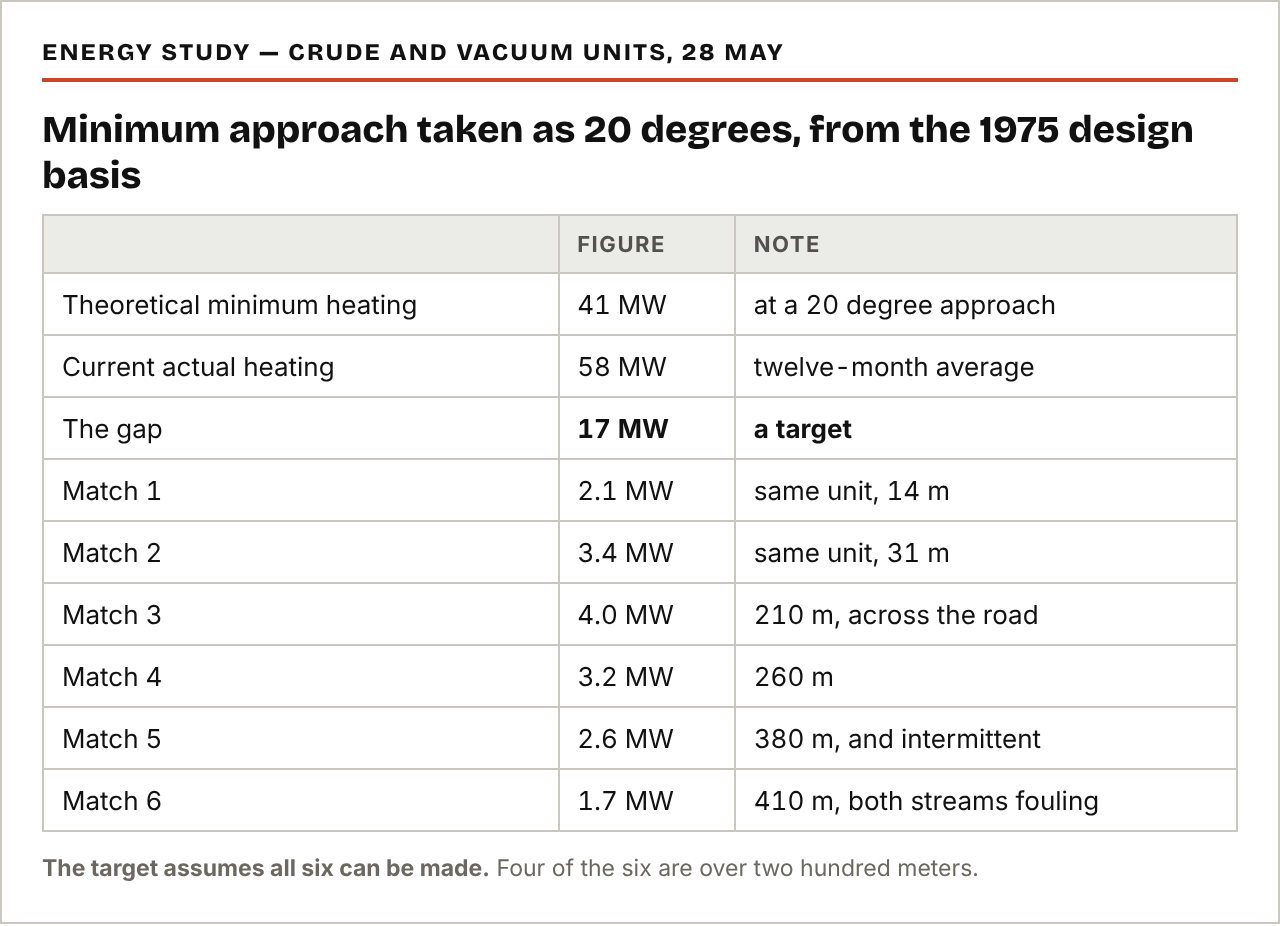 ENERGY STUDY — CRUDE AND VACUUM UNITS, 28 MAY
Minimum approach taken as 20 degrees, from the 1975 design
basis
FIGURE NOTE
Theoretical minimum heating 41 MW at a 20 degree approach
Current actual heating 58 MW twelve-month average
The gap 17 MW a target
Match 1 2.1 MW same unit, 14 m
Match 2 3.4 MW same unit, 31 m
Match 3 4.0 MW 210 m, across the road
Match 4 3.2 MW 260 m
Match 5 2.6 MW 380 m, and intermittent
Match 6 1.7 MW 410 m, both streams fouling
The target assumes all six can be made. Four of the six are over two hundred meters.